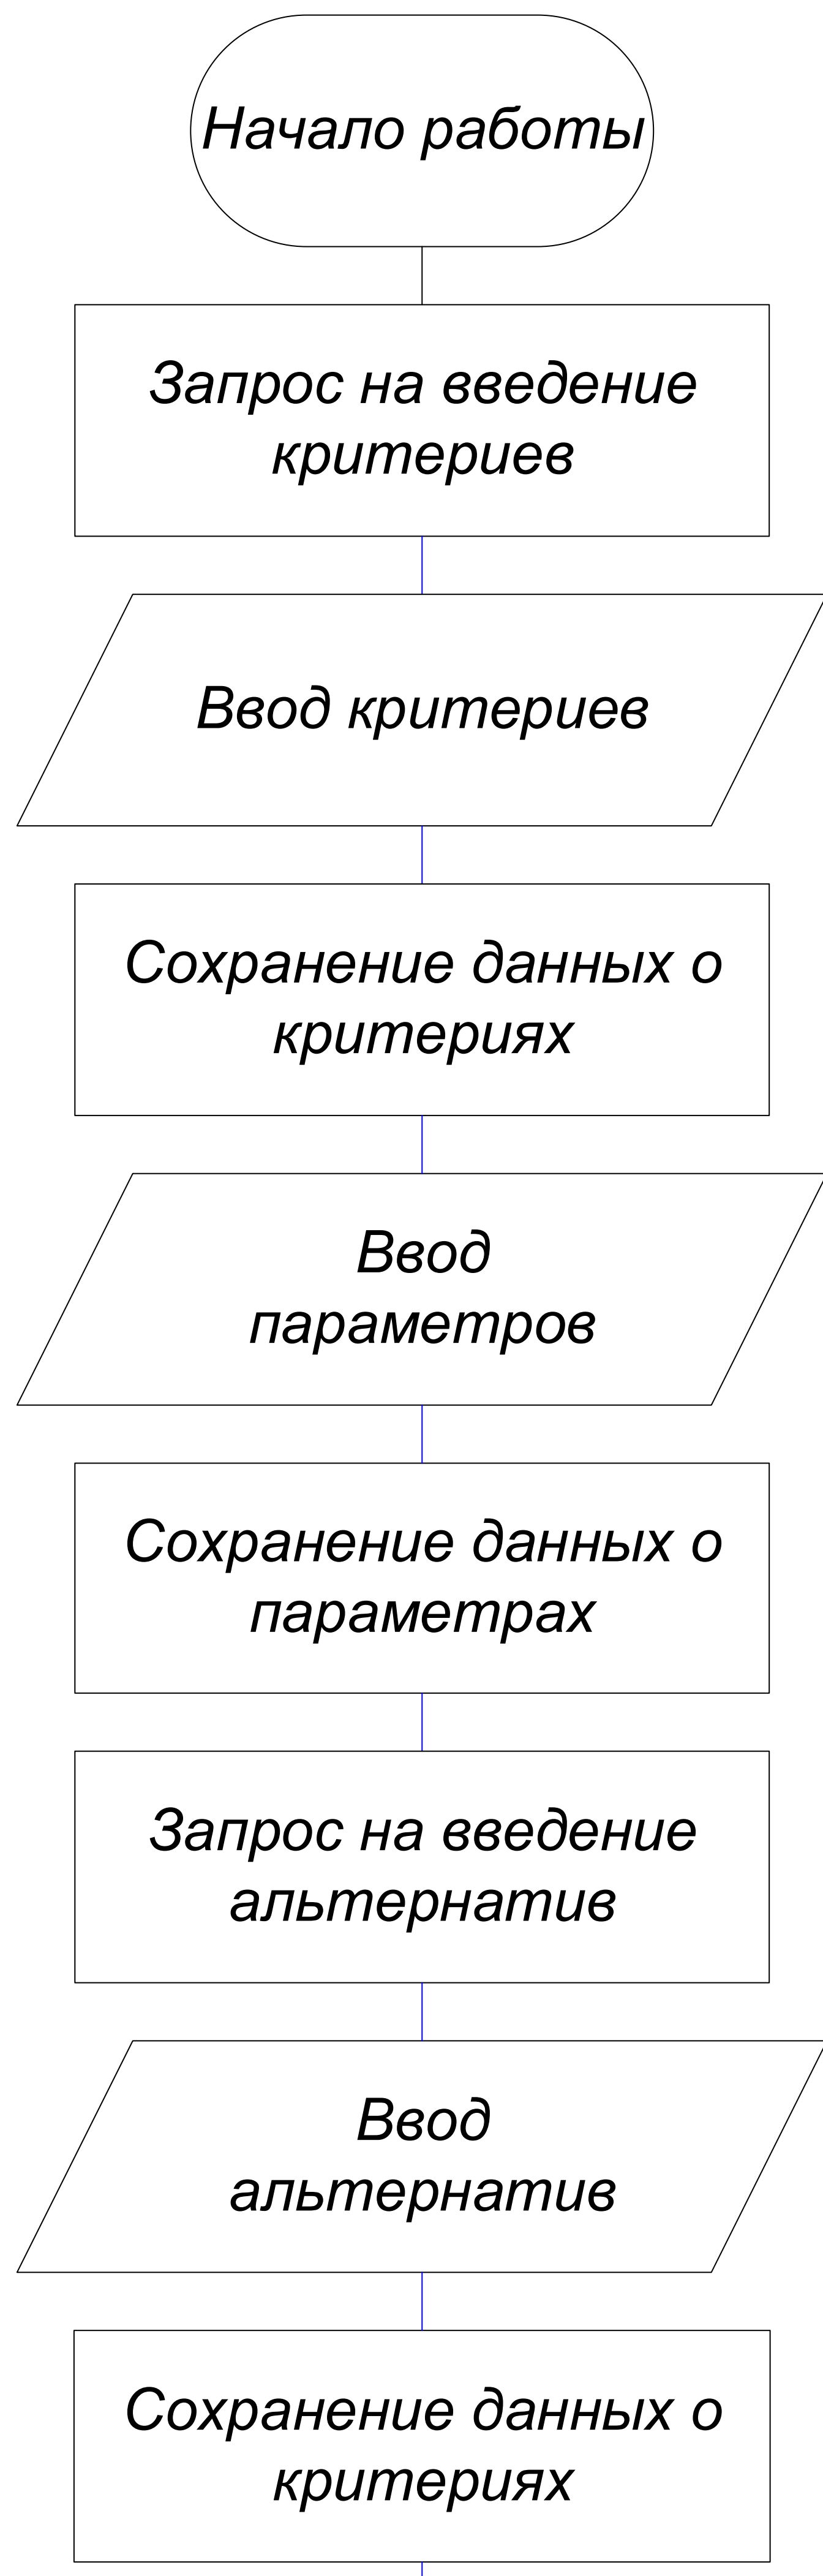 Начало работы
Запрос на введение
критериев
Ввод критериев
Сохранение данных о
критериях
Ввод
параметров
Сохранение данных о
параметрах
Запрос на введение
альтернатив
Ввод
альтернатив
Сохранение данных о
критериях